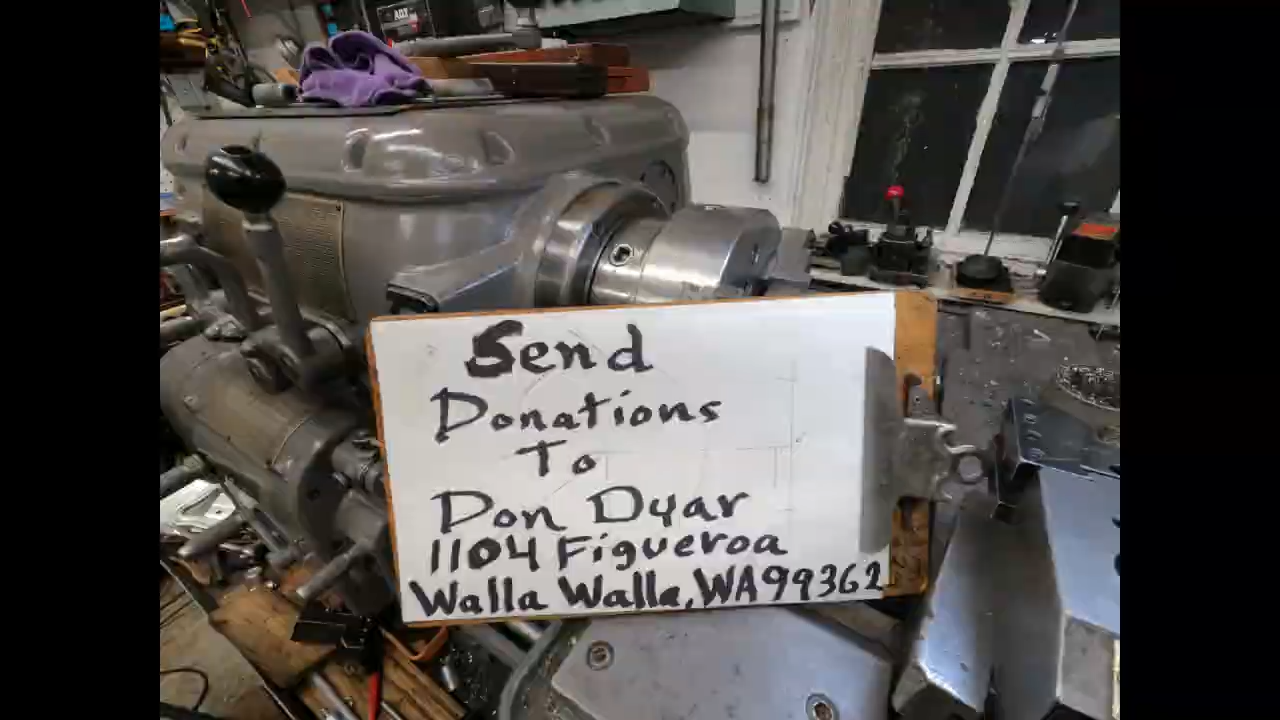 Send
Donations
To
Don Dyar
1104 Figueroa
Walla Walla, WA 99362